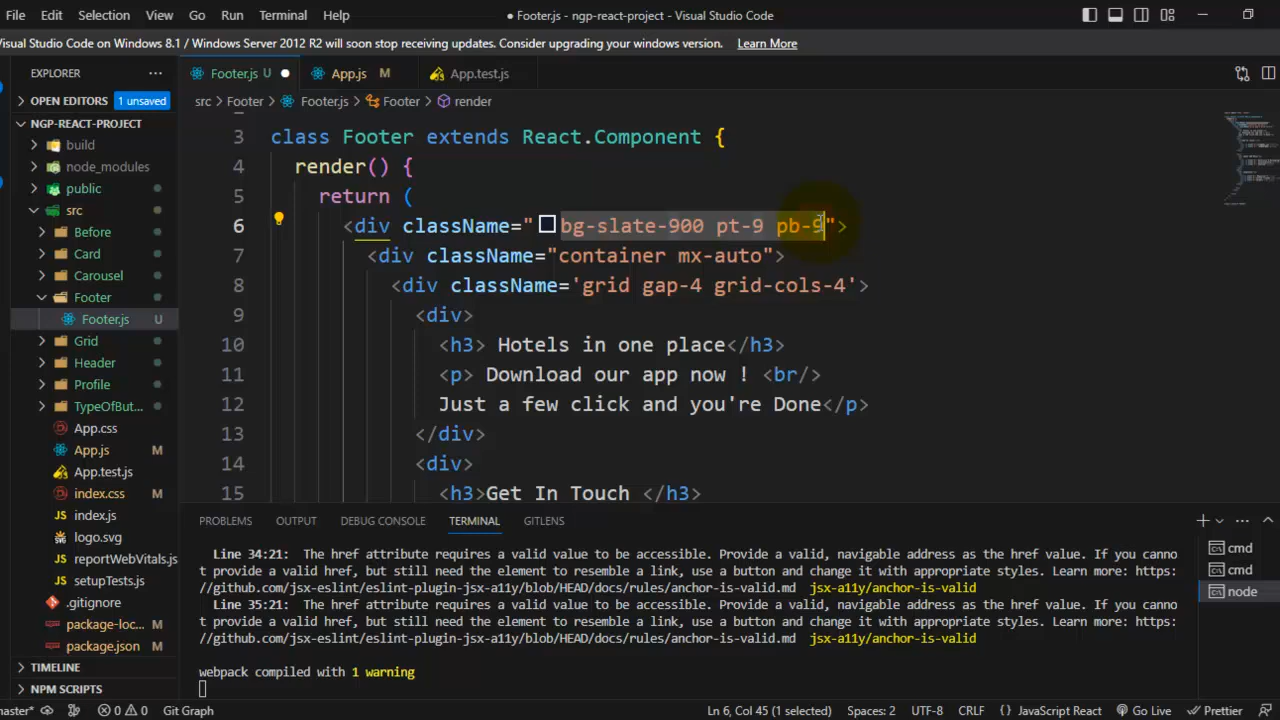 File Edit Selection View Go Run Terminal Help
● Footer.js - ngp-react-project - Visual Studio Code
Visual Studio Code on Windows 8.1 / Windows Server 2012 R2 will soon stop receiving updates. Consider upgrading your windows version. Learn More
EXPLORER
OPEN EDITORS 1 unsaved
NGP-REACT-PROJECT
build
node_modules
public
src
Before
Card
Carousel
Footer
Footer.js U
Grid
Header
Profile
TypeOfBut...
App.css
App.js M
App.test.js
index.css M
index.js
logo.svg
reportWebVitals.js
setupTests.js
.gitignore
package-loc...
package.json
TIMELINE
NPM SCRIPTS
Footer.js U ●
App.js M
App.test.js
src > Footer > Footer.js > Footer > render
3 class Footer extends React.Component {
4 render() {
5 return (
6 <div className="bg-slate-900 pt-9 pb-9">
7 <div className="container mx-auto">
8 <div className='grid gap-4 grid-cols-4'>
9 <div>
10 <h3> Hotels in one place</h3>
11 <p> Download our app now ! <br/>
12 Just a few click and you're Done</p>
13 </div>
14 <div>
15 <h3>Get In Touch </h3>
PROBLEMS OUTPUT DEBUG CONSOLE TERMINAL GITLENS
Line 34:21: The href attribute requires a valid value to be accessible. Provide a valid, navigable address as the href value. If you canno
t provide a valid href, but still need the element to resemble a link, use a button and change it with appropriate styles. Learn more: https:
//github.com/jsx-eslint/eslint-plugin-jsx-a11y/blob/HEAD/docs/rules/anchor-is-valid.md jsx-a11y/anchor-is-valid
Line 35:21: The href attribute requires a valid value to be accessible. Provide a valid, navigable address as the href value. If you canno
t provide a valid href, but still need the element to resemble a link, use a button and change it with appropriate styles. Learn more: https:
//github.com/jsx-eslint/eslint-plugin-jsx-a11y/blob/HEAD/docs/rules/anchor-is-valid.md jsx-a11y/anchor-is-valid
webpack compiled with 1 warning
cmd
cmd
node
master* 0 0 Git Graph
Ln 6, Col 45 (1 selected) Spaces: 2 UTF-8 CRLF {} JavaScript React Go Live Prettier